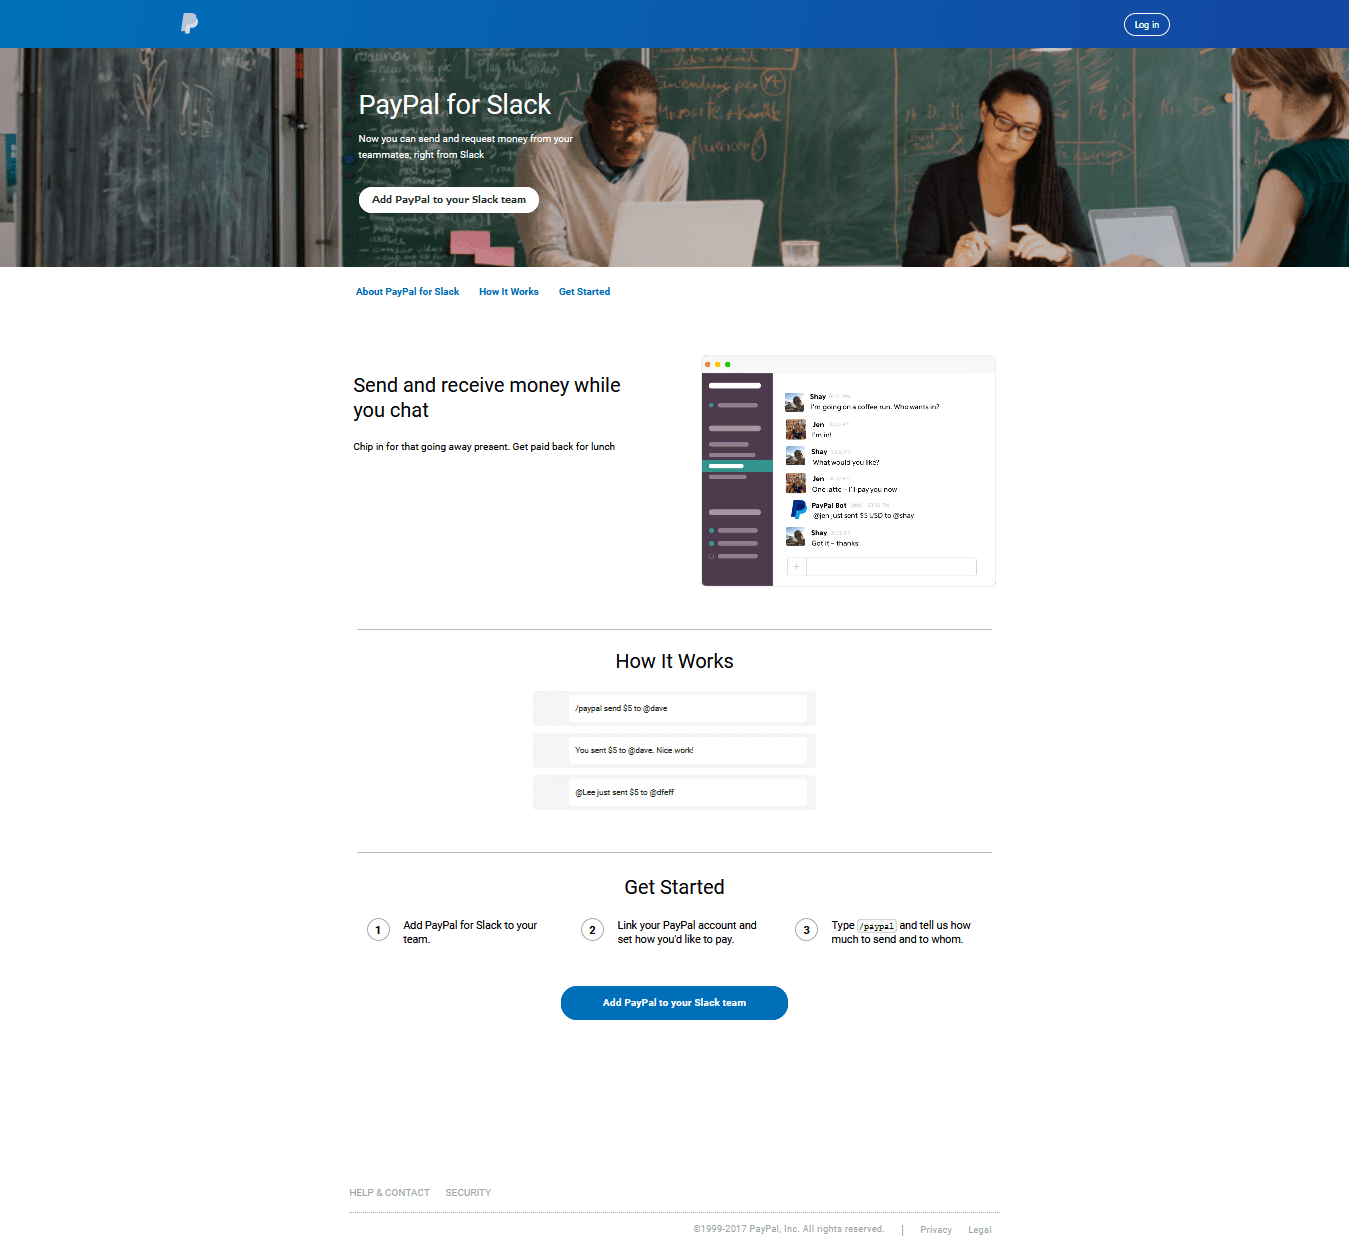 Log in
PayPal for Slack
Now you can send and request money from your
teammates, right from Slack
Add PayPal to your Slack team
About PayPal for Slack How It Works Get Started
Send and receive money while
you chat
Chip in for that going away present. Get paid back for lunch
Shay
I'm going on a coffee run. Who wants in?
Jen
I'm in!
Shay
What would you like?
Jen
One latte – I'll pay you now
PayPal Bot
@jen just sent $5 USD to @shay
Shay
Got it – thanks!
+
How It Works
/paypal send $5 to @dave
You sent $5 to @dave. Nice work!
@Lee just sent $5 to @dfeff
Get Started
1 Add PayPal for Slack to your
team.
2 Link your PayPal account and
set how you'd like to pay.
3 Type /paypal and tell us how
much to send and to whom.
Add PayPal to your Slack team
HELP & CONTACT SECURITY
©1999-2017 PayPal, Inc. All rights reserved. | Privacy Legal